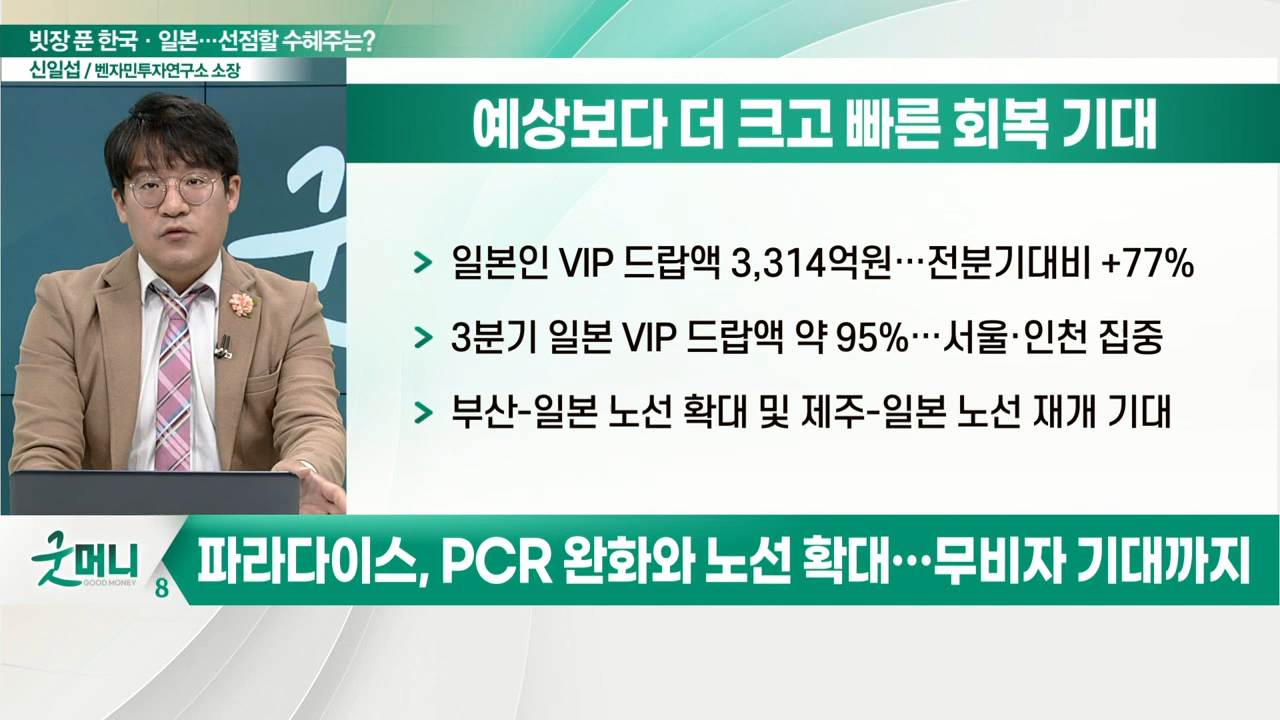 빗장 푼 한국 · 일본…선점할 수혜주는?
신일섭 / 벤자민투자연구소 소장
예상보다 더 크고 빠른 회복 기대
> 일본인 VIP 드랍액 3,314억원…전분기대비 +77%
> 3분기 일본 VIP 드랍액 약 95%…서울·인천 집중
> 부산-일본 노선 확대 및 제주-일본 노선 재개 기대
굿머니
GOOD MONEY
8
파라다이스, PCR 완화와 노선 확대…무비자 기대까지